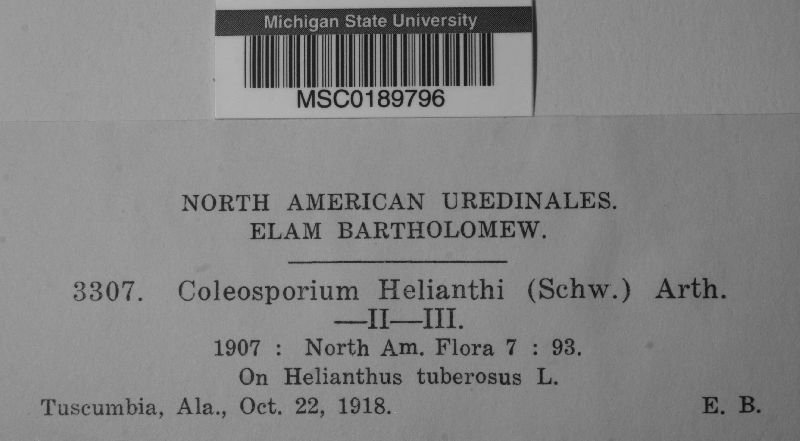 Michigan State University
MSC0189796
NORTH AMERICAN UREDINALES.
ELAM BARTHOLOMEW.
3307. Coleosporium Helianthi (Schw.) Arth.
—II—III.
1907 : North Am. Flora 7 : 93.
On Helianthus tuberosus L.
Tuscumbia, Ala., Oct. 22, 1918. E. B.